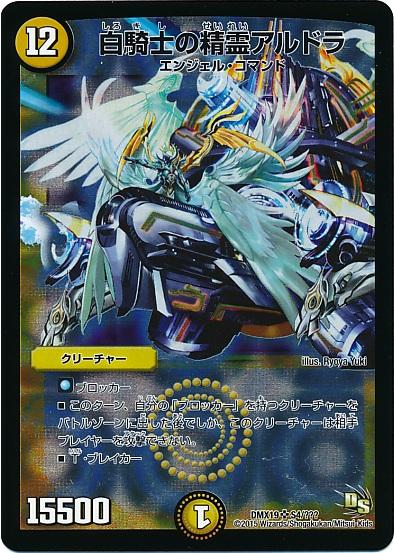 12
しろきしせいれい
白騎士の精霊アルドラ
エンジェル・コマンド
illus. Ryoya Yuki
クリーチャー
ブロッカー
■このターン、自分の「ブロッカー」を持つクリーチャーを
バトルゾーンに出した後でしか、このクリーチャーは相手
プレイヤーを攻撃できない。
■T・ブレイカー
15500
1
DS
DMX19 S4/???
©2015 Wizards/Shogakukan/Mitsui-Kids